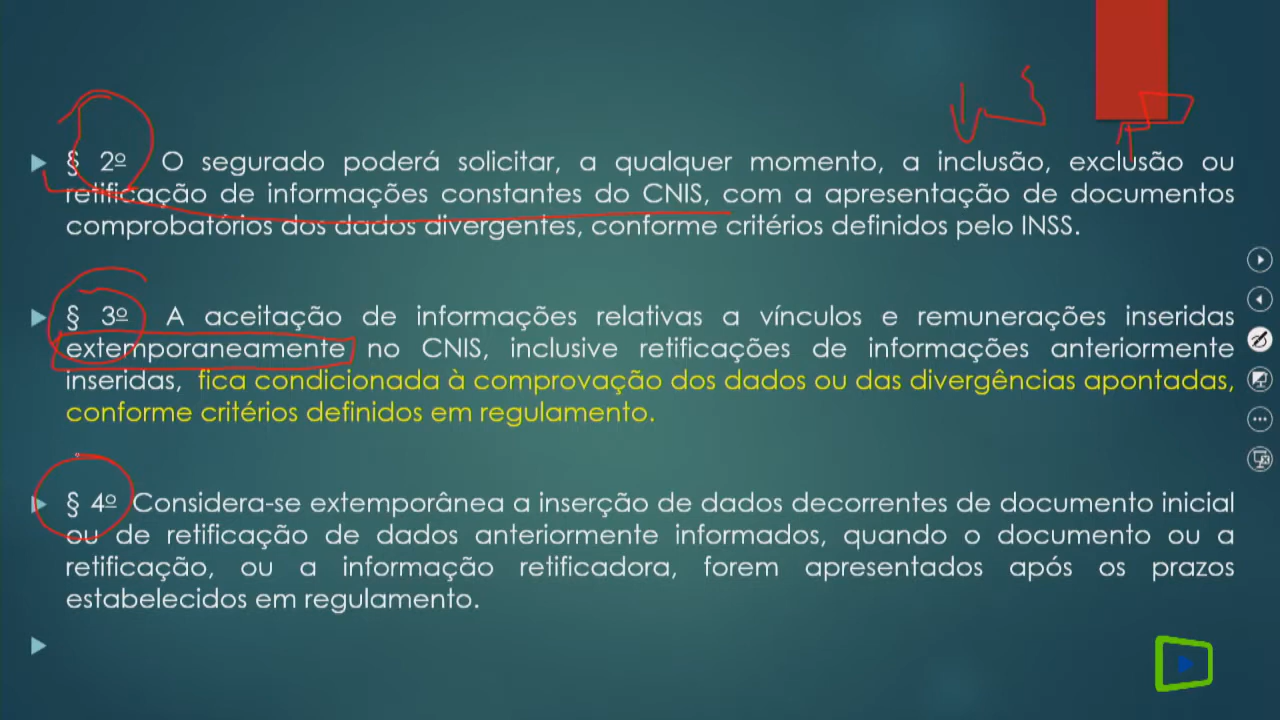 § 2º O segurado poderá solicitar, a qualquer momento, a inclusão, exclusão ou
retificação de informações constantes do CNIS, com a apresentação de documentos
comprobatórios dos dados divergentes, conforme critérios definidos pelo INSS.
§ 3º A aceitação de informações relativas a vínculos e remunerações inseridas
extemporaneamente no CNIS, inclusive retificações de informações anteriormente
inseridas, fica condicionada à comprovação dos dados ou das divergências apontadas,
conforme critérios definidos em regulamento.
§ 4º Considera-se extemporânea a inserção de dados decorrentes de documento inicial
ou de retificação de dados anteriormente informados, quando o documento ou a
retificação, ou a informação retificadora, forem apresentados após os prazos
estabelecidos em regulamento.